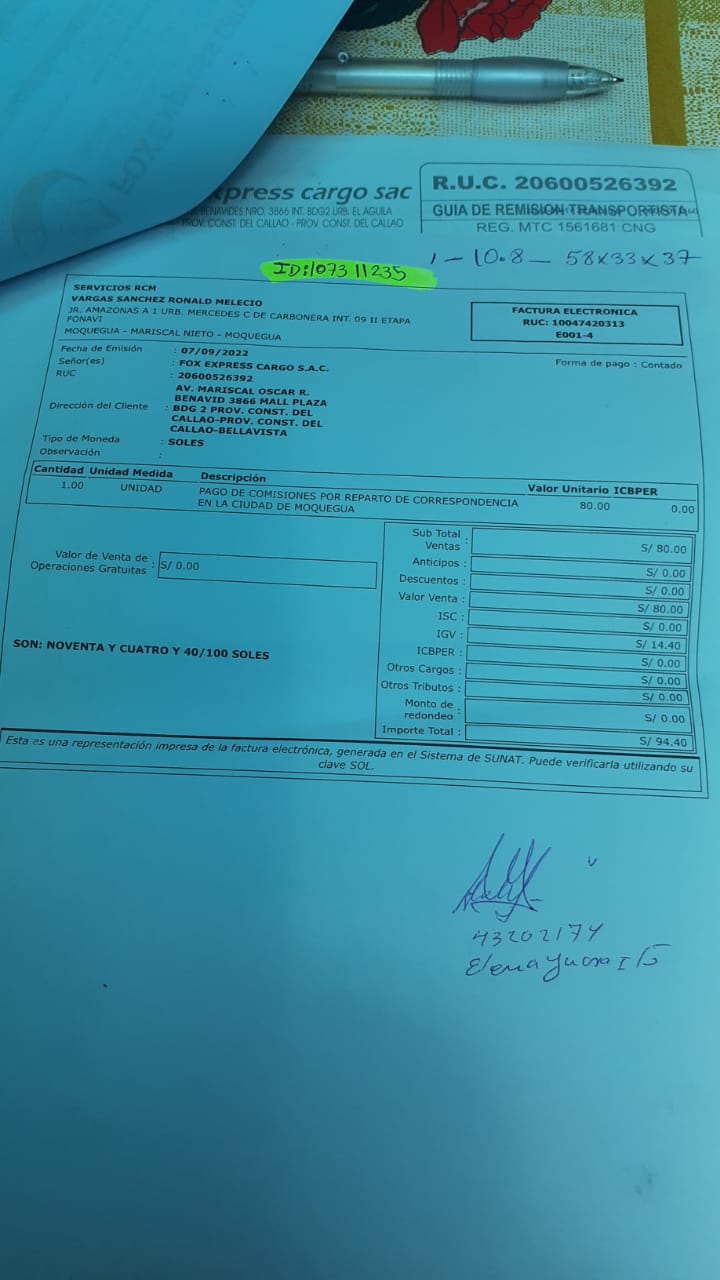 xpress cargo sac
BENAVIDES NRO. 3866 INT. BDG2 URB. EL AGUILA
PROV. CONST. DEL CALLAO - PROV. CONST. DEL CALLAO
R.U.C. 20600526392
GUIA DE REMISION TRANSPORTISTA
REG. MTC 1561681 CNG
1 - 10.8 - 58x33x37
ID:107311235
SERVICIOS RCM
VARGAS SANCHEZ RONALD MELECIO
JR. AMAZONAS A 1 URB. MERCEDES C DE CARBONERA INT. 09 II ETAPA
FONAVI
MOQUEGUA - MARISCAL NIETO - MOQUEGUA
FACTURA ELECTRONICA
RUC: 10047420313
E001-4
Fecha de Emisión : 07/09/2022
Forma de pago : Contado
Señor(es) : FOX EXPRESS CARGO S.A.C.
RUC : 20600526392
AV. MARISCAL OSCAR R.
BENAVID 3866 MALL PLAZA
Dirección del Cliente : BDG 2 PROV. CONST. DEL
CALLAO-PROV. CONST. DEL
CALLAO-BELLAVISTA
Tipo de Moneda : SOLES
Observación :
Cantidad Unidad Medida Descripción Valor Unitario ICBPER
1.00 UNIDAD PAGO DE COMISIONES POR REPARTO DE CORRESPONDENCIA 80.00 0.00
EN LA CIUDAD DE MOQUEGUA
Valor de Venta de
Operaciones Gratuitas : S/ 0.00
SON: NOVENTA Y CUATRO Y 40/100 SOLES
Sub Total
Ventas : S/ 80.00
Anticipos : S/ 0.00
Descuentos : S/ 0.00
Valor Venta : S/ 80.00
ISC : S/ 0.00
IGV : S/ 14.40
ICBPER : S/ 0.00
Otros Cargos : S/ 0.00
Otros Tributos : S/ 0.00
Monto de
redondeo : S/ 0.00
Importe Total : S/ 94.40
Esta es una representación impresa de la factura electrónica, generada en el Sistema de SUNAT. Puede verificarla utilizando su
clave SOL.
43202174
Elena